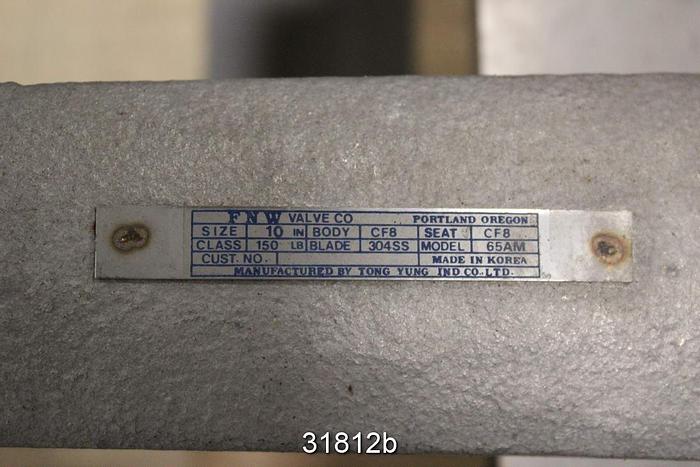 FNW VALVE CO PORTLAND OREGON
SIZE 10 IN BODY CF8 SEAT CF8
CLASS 150 LB BLADE 304SS MODEL 65AM
CUST. NO. MADE IN KOREA
MANUFACTURED BY TONG YUNG IND CO.,LTD.
31812b